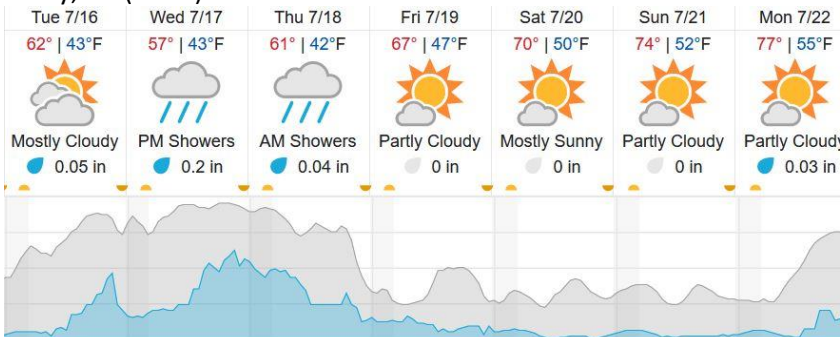 Tue 7/16 Wed 7/17 Thu 7/18 Fri 7/19 Sat 7/20 Sun 7/21 Mon 7/22
62° | 43°F 57° | 43°F 61° | 42°F 67° | 47°F 70° | 50°F 74° | 52°F 77° | 55°F
Mostly Cloudy PM Showers AM Showers Partly Cloudy Mostly Sunny Partly Cloudy Partly Cloudy
0.05 in 0.2 in 0.04 in 0 in 0 in 0 in 0.03 in